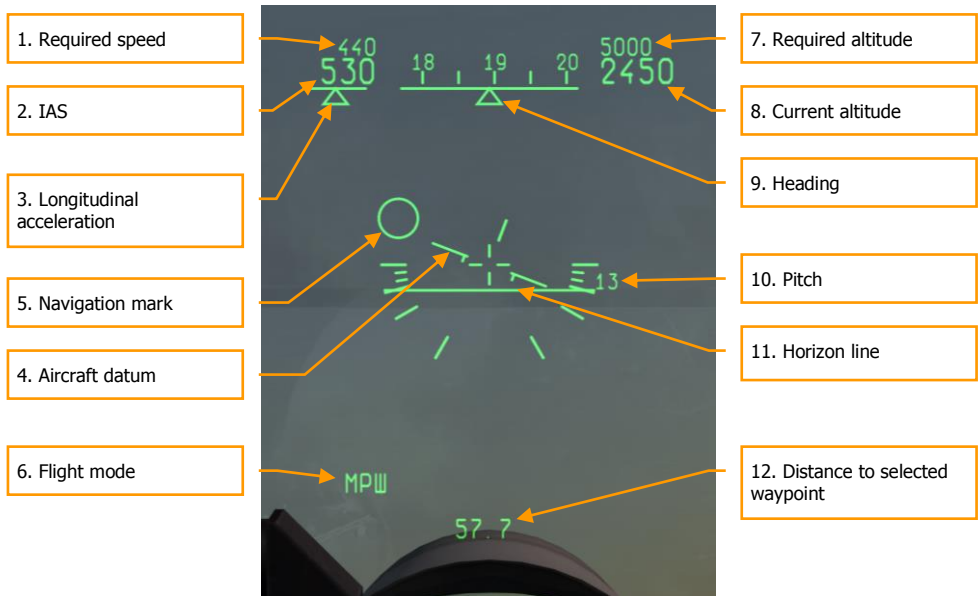 1. Required speed
2. IAS
3. Longitudinal
acceleration
5. Navigation mark
4. Aircraft datum
6. Flight mode
440
530
18 19 20
5000
2450
13
МРШ
57.7
7. Required altitude
8. Current altitude
9. Heading
10. Pitch
11. Horizon line
12. Distance to selected
waypoint